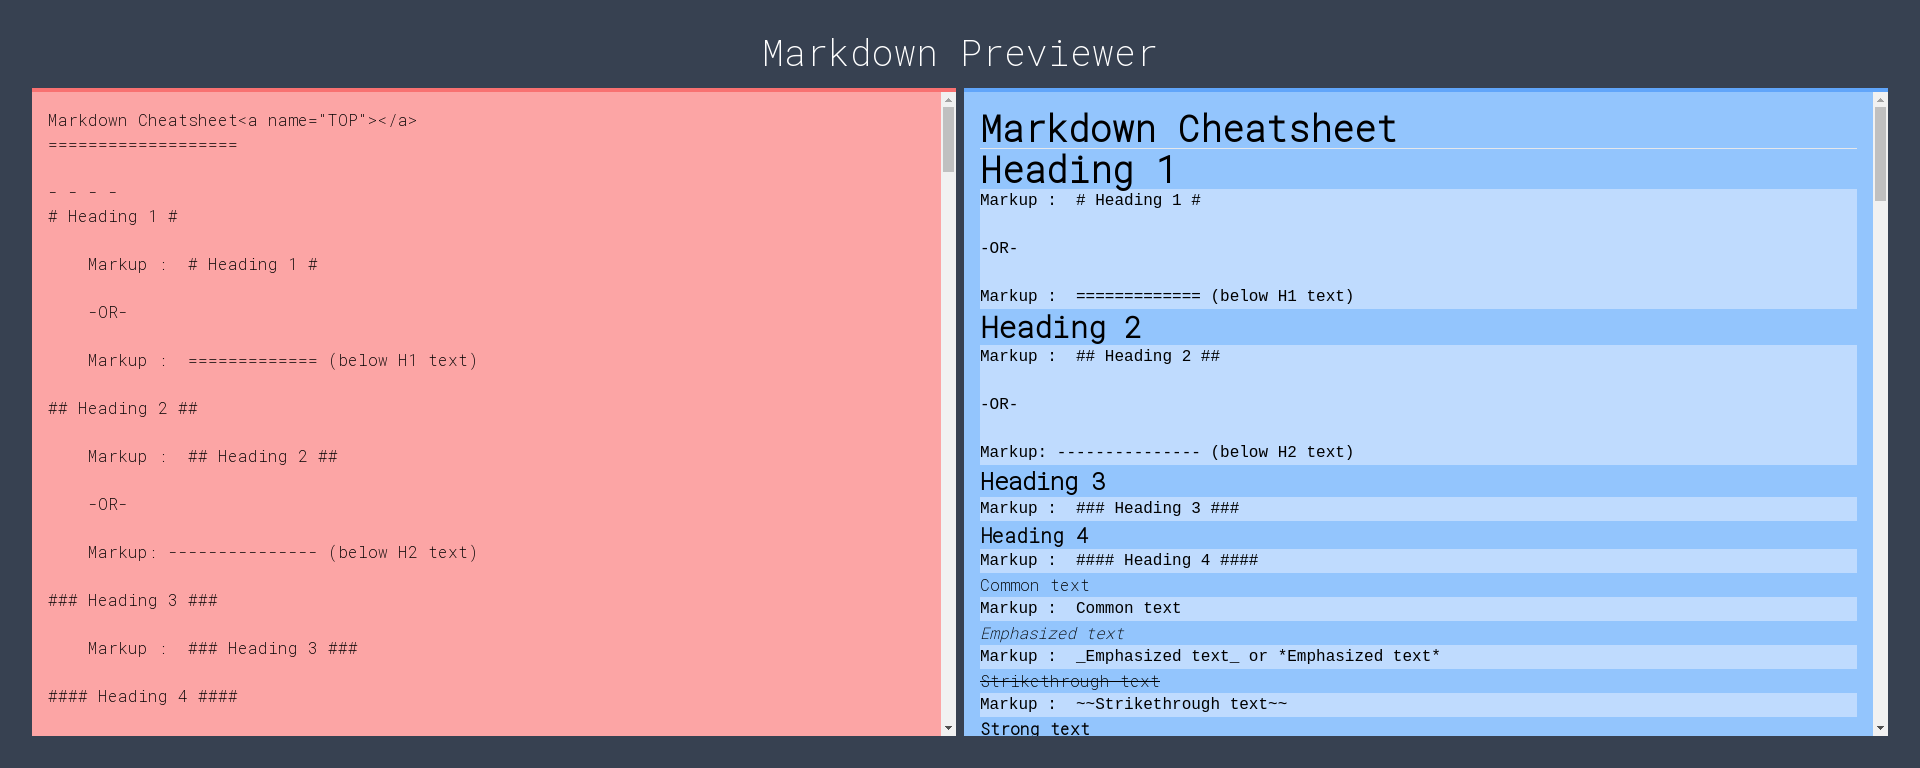 Markdown Previewer
Markdown Cheatsheet<a name="TOP"></a>
===================
- - - -
# Heading 1 #
    Markup :  # Heading 1 #
    -OR-
    Markup :  ============= (below H1 text)
## Heading 2 ##
    Markup :  ## Heading 2 ##
    -OR-
    Markup: --------------- (below H2 text)
### Heading 3 ###
    Markup :  ### Heading 3 ###
#### Heading 4 ####
Markdown Cheatsheet
Heading 1
Markup :  # Heading 1 #
-OR-
Markup :  ============= (below H1 text)
Heading 2
Markup :  ## Heading 2 ##
-OR-
Markup: --------------- (below H2 text)
Heading 3
Markup :  ### Heading 3 ###
Heading 4
Markup :  #### Heading 4 ####
Common text
Markup :  Common text
Emphasized text
Markup :  _Emphasized text_ or *Emphasized text*
Strikethrough text
Markup :  ~~Strikethrough text~~
Strong text